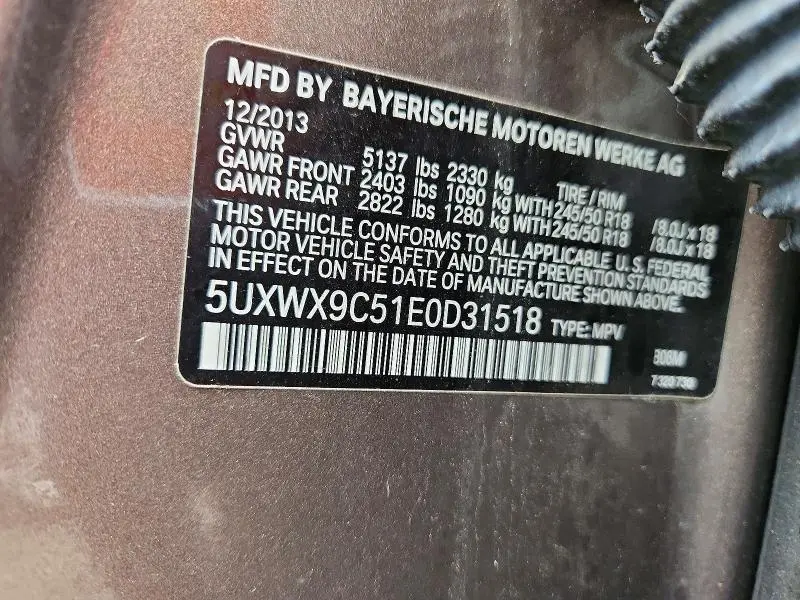 MFD BY BAYERISCHE MOTOREN WERKE AG
12/2013
GVWR 5137 lbs 2330 kg TIRE / RIM
GAWR FRONT 2403 lbs 1090 kg WITH 245/50 R18 /8.0J x 18
GAWR REAR 2822 lbs 1280 kg WITH 245/50 R18 /8.0J x 18
THIS VEHICLE CONFORMS TO ALL APPLICABLE U.S. FEDERAL
MOTOR VEHICLE SAFETY AND THEFT PREVENTION STANDARDS
IN EFFECT ON THE DATE OF MANUFACTURE SHOWN ABOVE.
5UXWX9C51E0D31518 TYPE: MPV